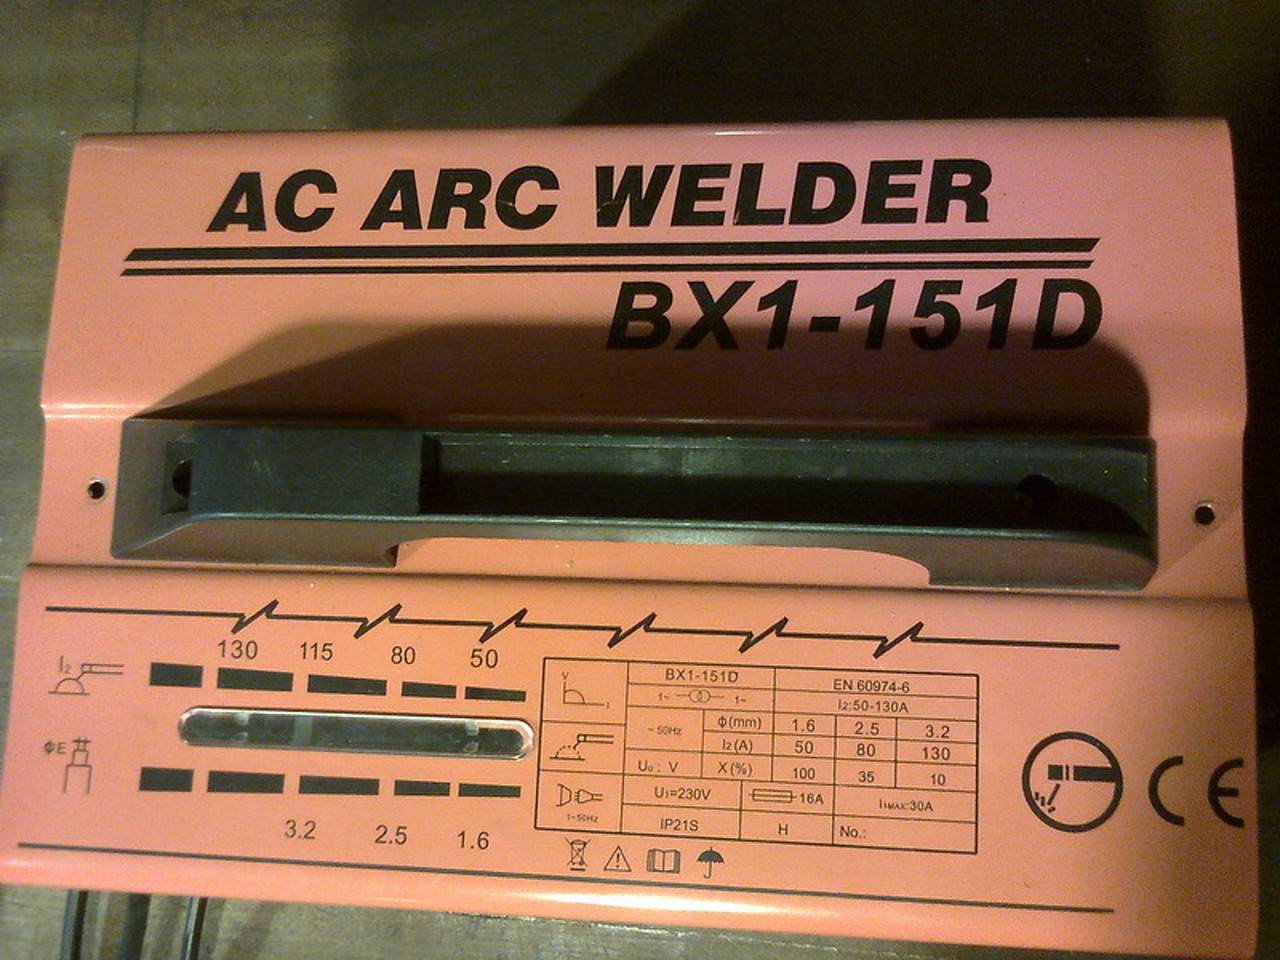 AC ARC WELDER
BX1-151D
130 115 80 50
I2
ΦE
3.2 2.5 1.6
V
I
BX1-151D EN 60974-6
1~ 1~ I2:50-130A
~ 50Hz Φ(mm) 1.6 2.5 3.2
I2(A) 50 80 130
U0 : V X(%) 100 35 10
1~50Hz U1=230V 16A I1MAX:30A
IP21S H No.:
CE